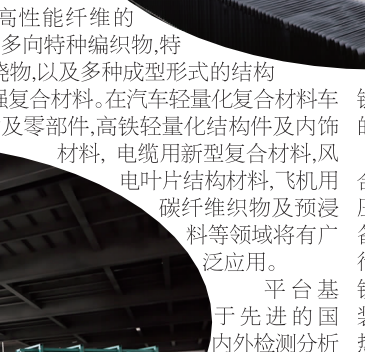 高性能纤维的
多向特种编织物,特
绕物,以及多种成型形式的结构
强复合材料。在汽车轻量化复合材料车
及零部件,高铁轻量化结构件及内饰
材料, 电缆用新型复合材料,风
电叶片结构材料,飞机用
碳纤维织物及预浸
料等领域将有广
泛应用。
平台基
于先进的国
内外检测分析